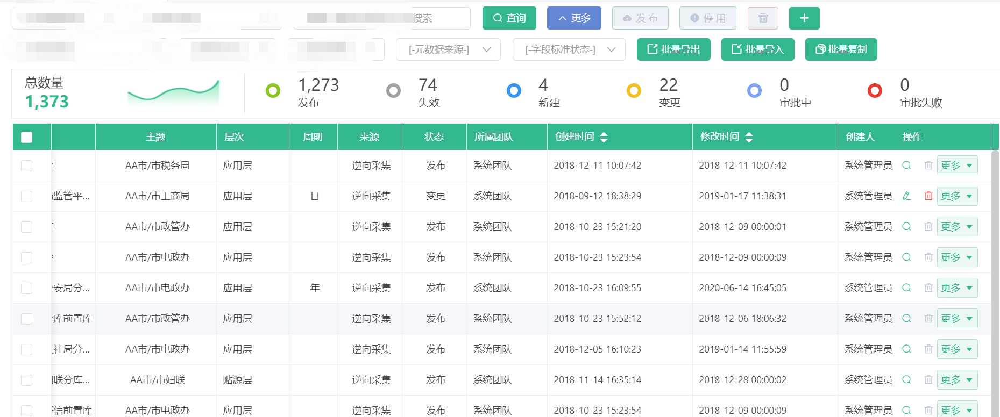 搜索 查询 更多 发布 停用
[-元数据来源-] [-字段标准状态-] 批量导出 批量导入 批量复制
总数量 1,273 74 4 22 0 0
1,373 发布 失效 新建 变更 审批中 审批失败
主题 层次 周期 来源 状态 所属团队 创建时间 修改时间 创建人 操作
AA市/市税务局 应用层 逆向采集 发布 系统团队 2018-12-11 10:07:42 2018-12-11 10:07:42 系统管理员 更多
监管平... AA市/市工商局 应用层 日 逆向采集 变更 系统团队 2018-09-12 18:38:29 2019-01-17 11:38:31 系统管理员 更多
AA市/市政管办 应用层 逆向采集 发布 系统团队 2018-10-23 15:21:20 2018-12-09 00:00:01 系统管理员 更多
AA市/市电政办 应用层 逆向采集 发布 系统团队 2018-10-23 15:23:54 2018-12-09 00:00:09 系统管理员 更多
安局分... AA市/市电政办 应用层 年 逆向采集 发布 系统团队 2018-10-23 16:09:55 2020-06-14 16:45:05 系统管理员 更多
库前置库 AA市/市政管办 应用层 逆向采集 发布 系统团队 2018-10-23 15:52:12 2018-12-06 18:06:32 系统管理员 更多
社局分... AA市/市电政办 应用层 逆向采集 发布 系统团队 2018-12-05 16:10:23 2019-01-14 11:55:59 系统管理员 更多
联分库... AA市/市妇联 贴源层 逆向采集 发布 系统团队 2018-11-14 16:35:14 2018-12-28 00:00:02 系统管理员 更多
信前置库 AA市/市电政办 应用层 逆向采集 发布 系统团队 2018-10-23 15:23:54 2018-12-09 00:00:09 系统管理员 更多